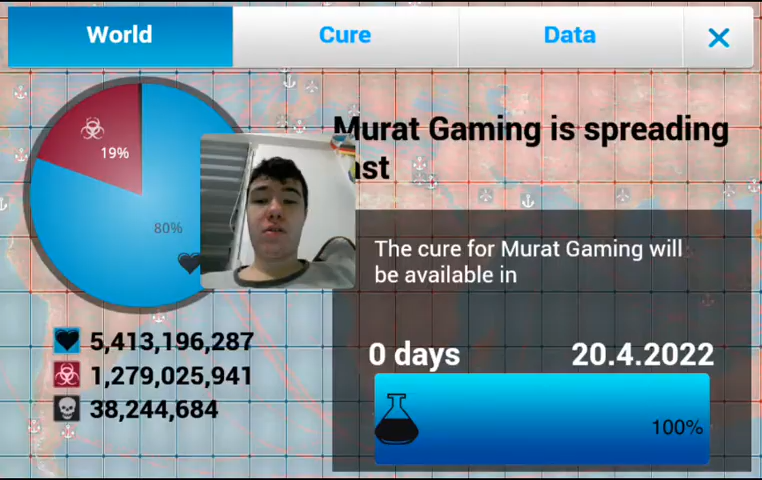 World
Cure
Data
Murat Gaming is spreading
ast
19%
80%
The cure for Murat Gaming will
be available in
5,413,196,287
1,279,025,941
38,244,684
0 days
20.4.2022
100%